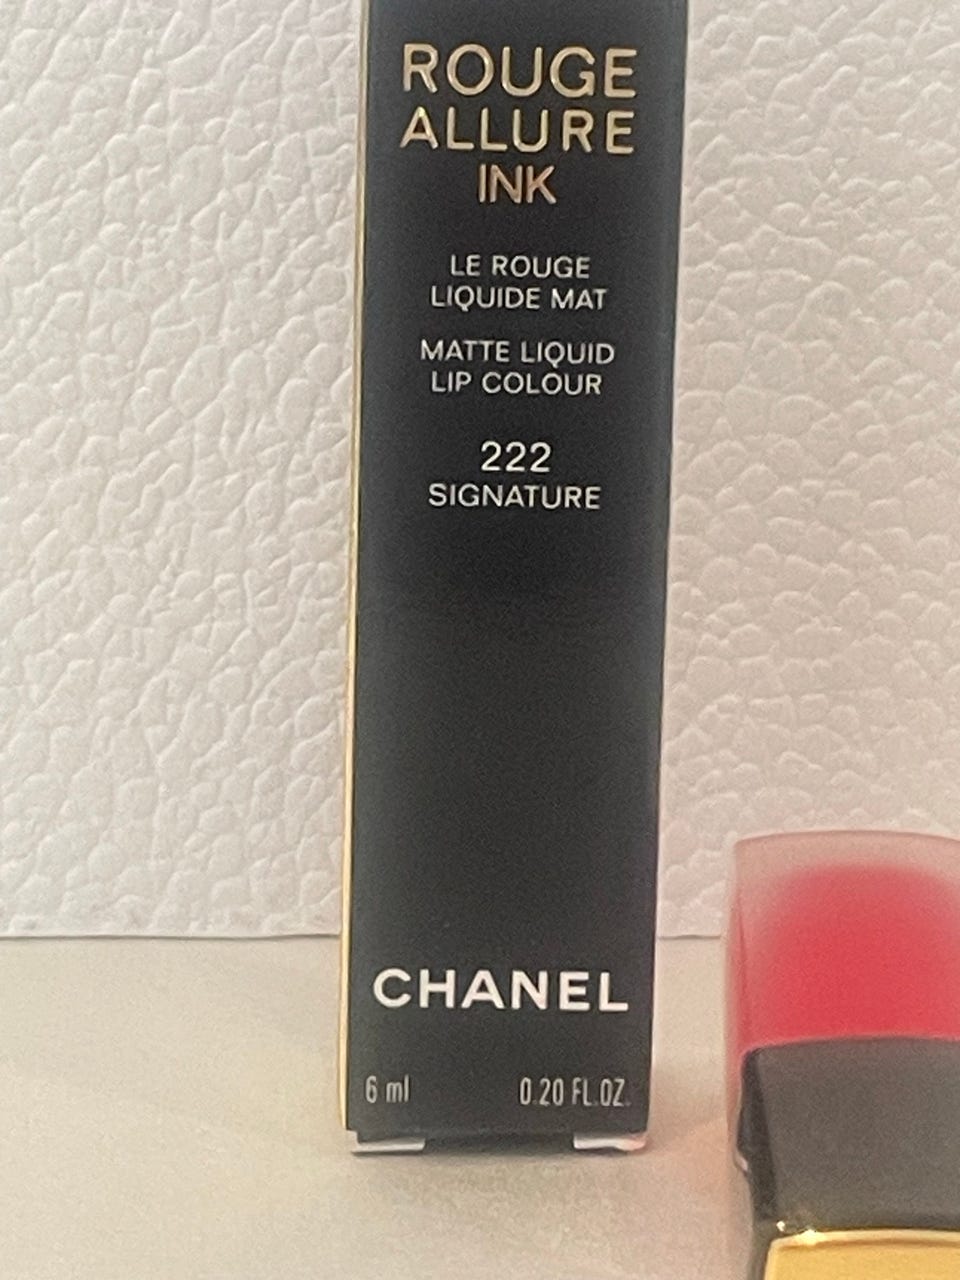 ROUGE
ALLURE
INK
LE ROUGE
LIQUIDE MAT
MATTE LIQUID
LIP COLOUR
222
SIGNATURE
CHANEL
6 ml 0.20 FL.OZ.